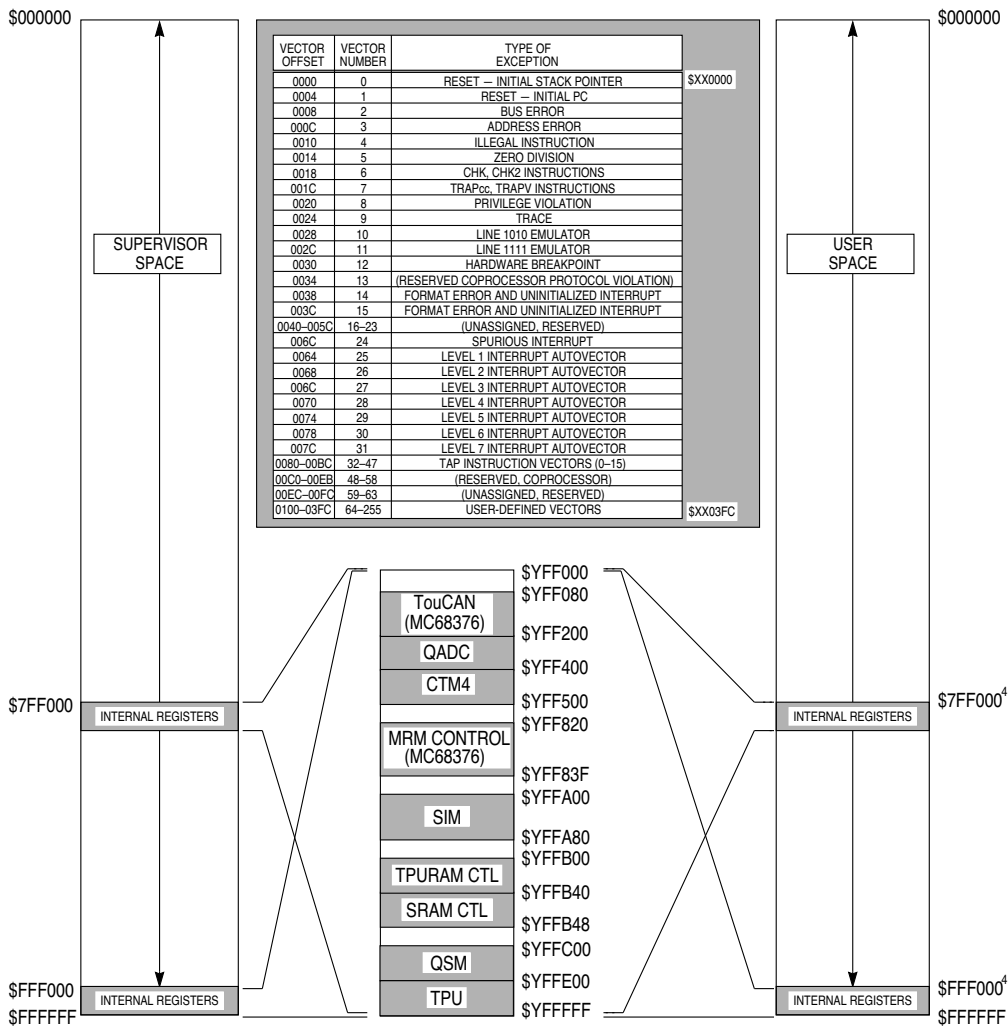 $000000
$000000
VECTOR OFFSET VECTOR NUMBER TYPE OF EXCEPTION
0000 0 RESET — INITIAL STACK POINTER $XX0000
0004 1 RESET — INITIAL PC
0008 2 BUS ERROR
000C 3 ADDRESS ERROR
0010 4 ILLEGAL INSTRUCTION
0014 5 ZERO DIVISION
0018 6 CHK, CHK2 INSTRUCTIONS
001C 7 TRAPcc, TRAPV INSTRUCTIONS
0020 8 PRIVILEGE VIOLATION
0024 9 TRACE
0028 10 LINE 1010 EMULATOR
002C 11 LINE 1111 EMULATOR
0030 12 HARDWARE BREAKPOINT
0034 13 (RESERVED COPROCESSOR PROTOCOL VIOLATION)
0038 14 FORMAT ERROR AND UNINITIALIZED INTERRUPT
003C 15 FORMAT ERROR AND UNINITIALIZED INTERRUPT
0040–005C 16–23 (UNASSIGNED, RESERVED)
006C 24 SPURIOUS INTERRUPT
0064 25 LEVEL 1 INTERRUPT AUTOVECTOR
0068 26 LEVEL 2 INTERRUPT AUTOVECTOR
006C 27 LEVEL 3 INTERRUPT AUTOVECTOR
0070 28 LEVEL 4 INTERRUPT AUTOVECTOR
0074 29 LEVEL 5 INTERRUPT AUTOVECTOR
0078 30 LEVEL 6 INTERRUPT AUTOVECTOR
007C 31 LEVEL 7 INTERRUPT AUTOVECTOR
0080–00BC 32–47 TAP INSTRUCTION VECTORS (0–15)
00C0–00EB 48–58 (RESERVED, COPROCESSOR)
00EC–00FC 59–63 (UNASSIGNED, RESERVED)
0100–03FC 64–255 USER-DEFINED VECTORS $XX03FC
SUPERVISOR
SPACE
USER
SPACE
$YFF000
$YFF080
TouCAN
(MC68376)
$YFF200
QADC
$YFF400
CTM4
$YFF500
$YFF820
MRM CONTROL
(MC68376)
$YFF83F
$YFFA00
SIM
$YFFA80
$YFFB00
TPURAM CTL
$YFFB40
SRAM CTL
$YFFB48
$YFFC00
QSM
$YFFE00
TPU
$YFFFFF
$7FF000
INTERNAL REGISTERS
$7FF000⁴
INTERNAL REGISTERS
$FFF000
INTERNAL REGISTERS
$FFFFFF
$FFF000⁴
INTERNAL REGISTERS
$FFFFFF